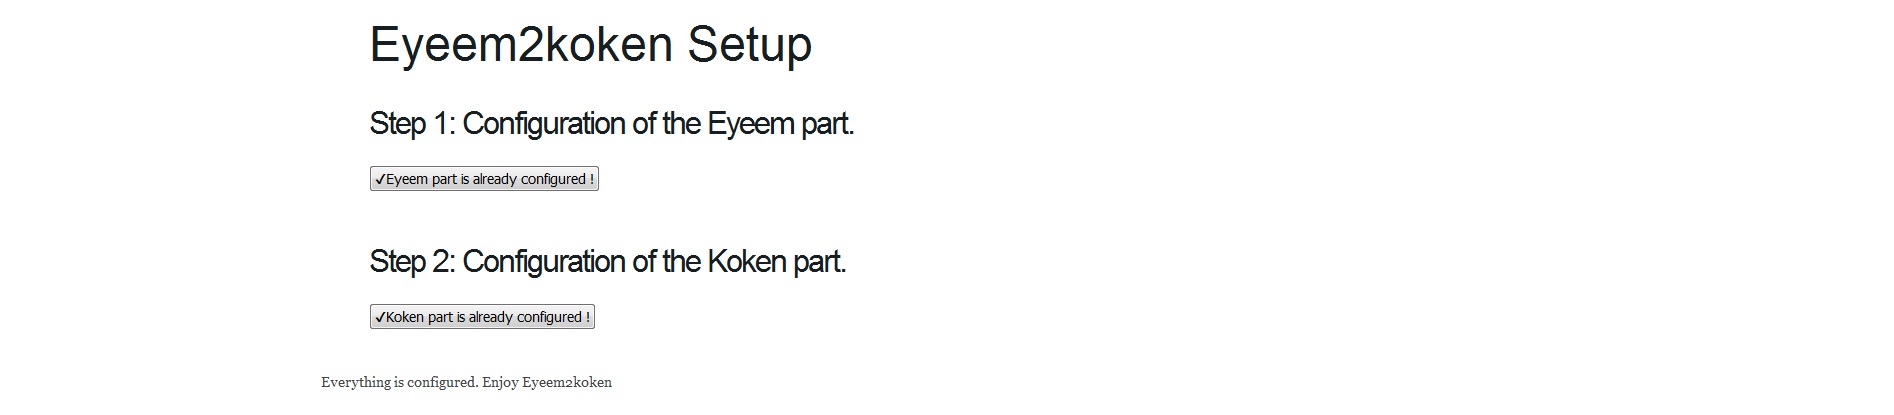 Eyeem2koken Setup
Step 1: Configuration of the Eyeem part.
✓Eyeem part is already configured !
Step 2: Configuration of the Koken part.
✓Koken part is already configured !
Everything is configured. Enjoy Eyeem2koken